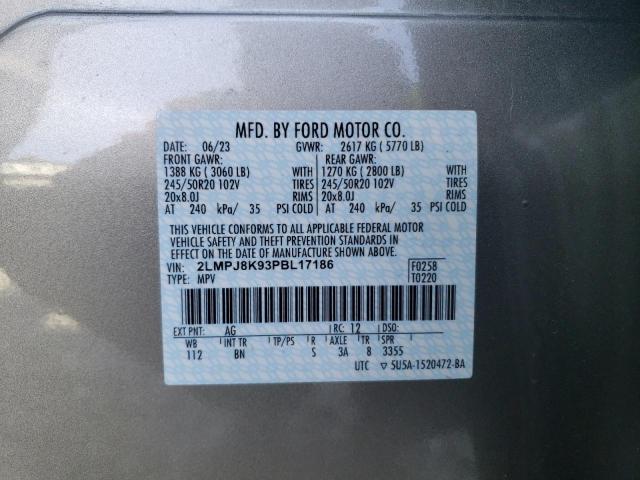 MFD. BY FORD MOTOR CO.
DATE: 06/23 GVWR: 2617 KG ( 5770 LB)
FRONT GAWR: REAR GAWR:
1388 KG ( 3060 LB) WITH 1270 KG ( 2800 LB) WITH
245/50R20 102V TIRES 245/50R20 102V TIRES
20x8.0J RIMS 20x8.0J RIMS
AT 240 kPa/ 35 PSI COLD AT 240 kPa/ 35 PSI COLD
THIS VEHICLE CONFORMS TO ALL APPLICABLE FEDERAL MOTOR
VEHICLE SAFETY & THEFT PREVENTION STANDARDS IN
EFFECT ON THE DATE OF MANUFACTURE SHOWN ABOVE.
VIN: 2LMPJ8K93PBL17186 F0258
TYPE: MPV T0220
EXT PNT: AG RC: 12 DSO:
WB INT TR TP/PS R AXLE TR SPR
112 BN S 3A 8 3355
UTC ▽ 5U5A-1520472-BA